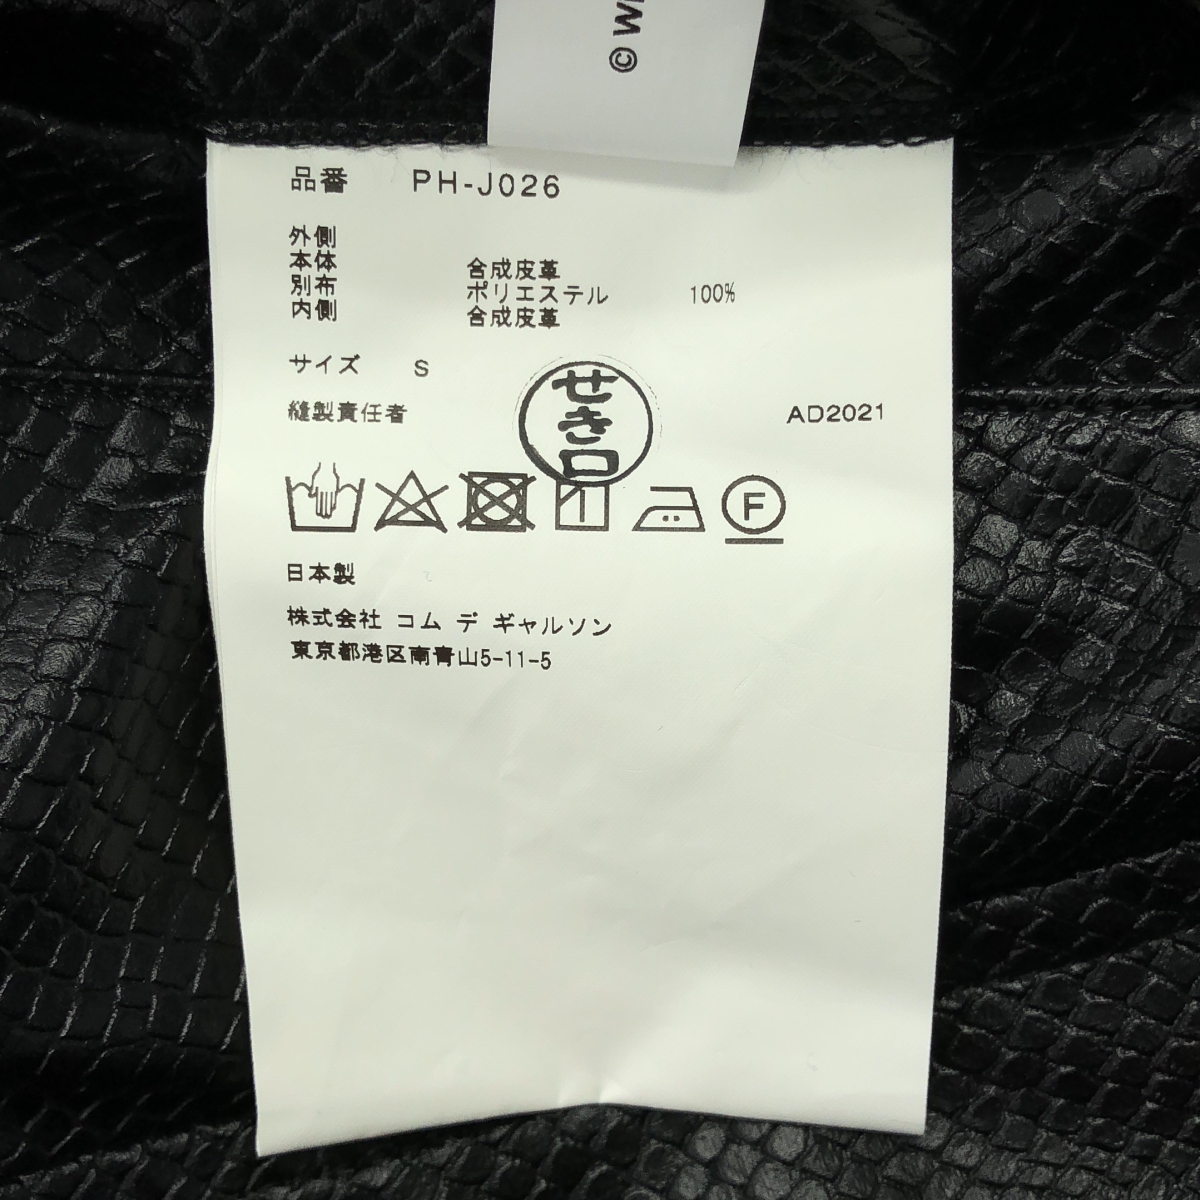 ©
品番 PH-J026
外側
本体 合成皮革
別布 ポリエステル 100%
内側 合成皮革
サイズ S
縫製責任者 せき口 AD2021
F
日本製
株式会社 コム デ ギャルソン
東京都港区南青山5-11-5